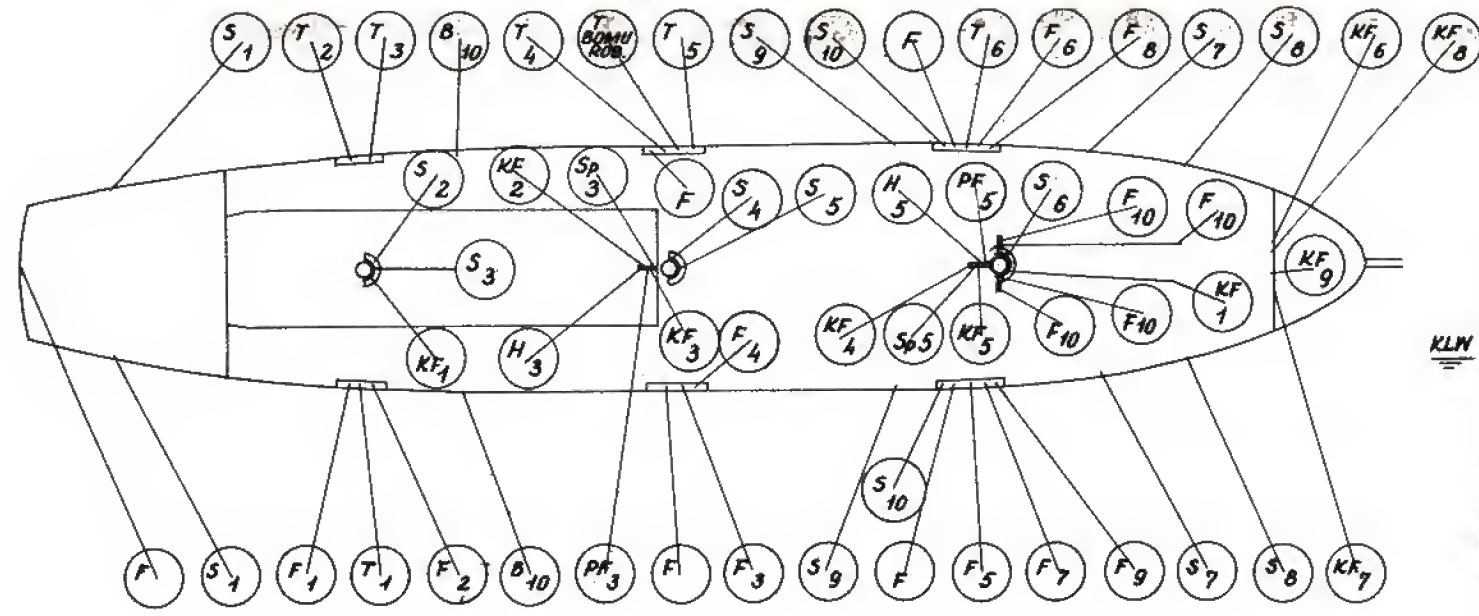 S/1 T/2 T/3 B/10 T/4 T. BOMU ROB. T/5 S/9 S/10 F T/6 F/6 F/8 S/7 S/8 KF/6 KF/8
S/2 KF/2 Sp/3 F S/4 S/5 H/5 PF/5 S/6 F/10 F/10
S/3 KF/9
KF/1 H/3 KF/3 F/4 KF/4 Sp/5 KF/5 F/10 F/10 KF/1
KLW
S/10
F S/1 F/1 T/1 F/2 B/10 PF/3 F F/3 S/9 F F/5 F/7 F/9 S/7 S/8 KF/7